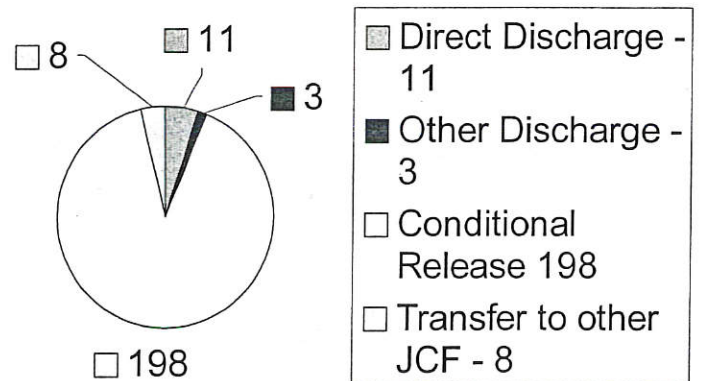 8
11
3
198
Direct Discharge -
11
Other Discharge -
3
Conditional
Release 198
Transfer to other
JCF - 8